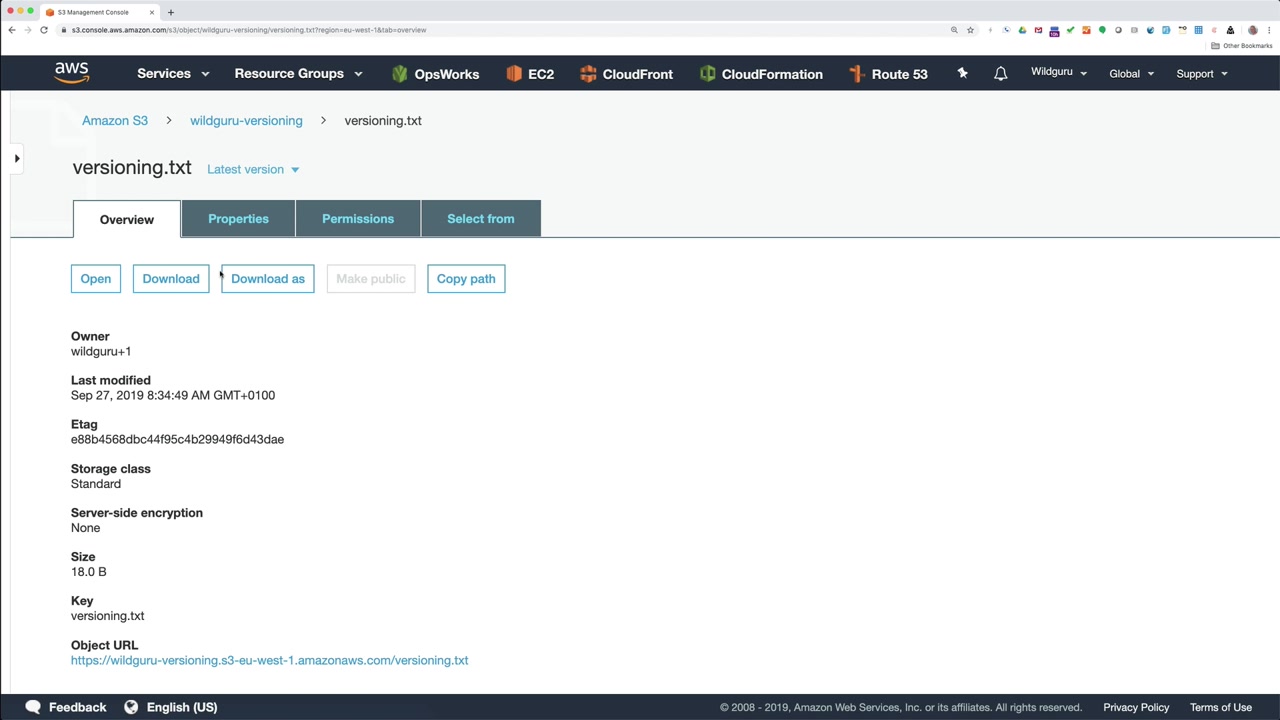 S3 Management Console
s3.console.aws.amazon.com/s3/object/wildguru-versioning/versioning.txt?region=eu-west-1&tab=overview
Other Bookmarks
aws Services Resource Groups OpsWorks EC2 CloudFront CloudFormation Route 53 Wildguru Global Support
Amazon S3 > wildguru-versioning > versioning.txt
versioning.txt Latest version
Overview Properties Permissions Select from
Open Download Download as Make public Copy path
Owner
wildguru+1
Last modified
Sep 27, 2019 8:34:49 AM GMT+0100
Etag
e88b4568dbc44f95c4b29949f6d43dae
Storage class
Standard
Server-side encryption
None
Size
18.0 B
Key
versioning.txt
Object URL
https://wildguru-versioning.s3-eu-west-1.amazonaws.com/versioning.txt
Feedback English (US) © 2008 - 2019, Amazon Web Services, Inc. or its affiliates. All rights reserved. Privacy Policy Terms of Use